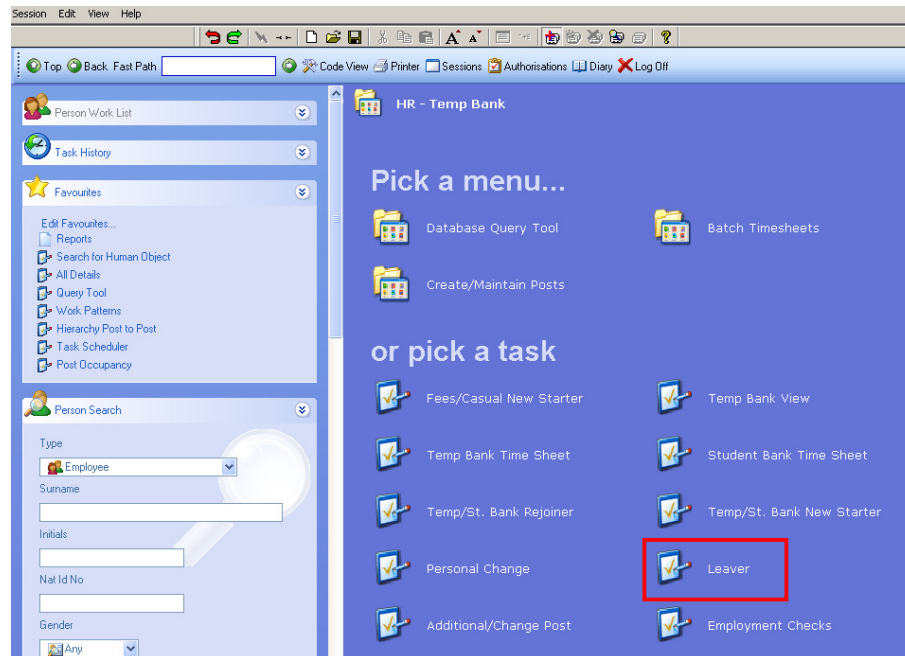 Session Edit View Help
Top Back Fast Path Code View Printer Sessions Authorisations Diary Log Off
Person Work List
Task History
Favourites
Edit Favourites...
Reports
Search for Human Object
All Details
Query Tool
Work Patterns
Hierarchy Post to Post
Task Scheduler
Post Occupancy
Person Search
Type
Employee
Surname
Initials
Nat Id No
Gender
Any
HR - Temp Bank
Pick a menu...
Database Query Tool Batch Timesheets
Create/Maintain Posts
or pick a task
Fees/Casual New Starter Temp Bank View
Temp Bank Time Sheet Student Bank Time Sheet
Temp/St. Bank Rejoiner Temp/St. Bank New Starter
Personal Change Leaver
Additional/Change Post Employment Checks